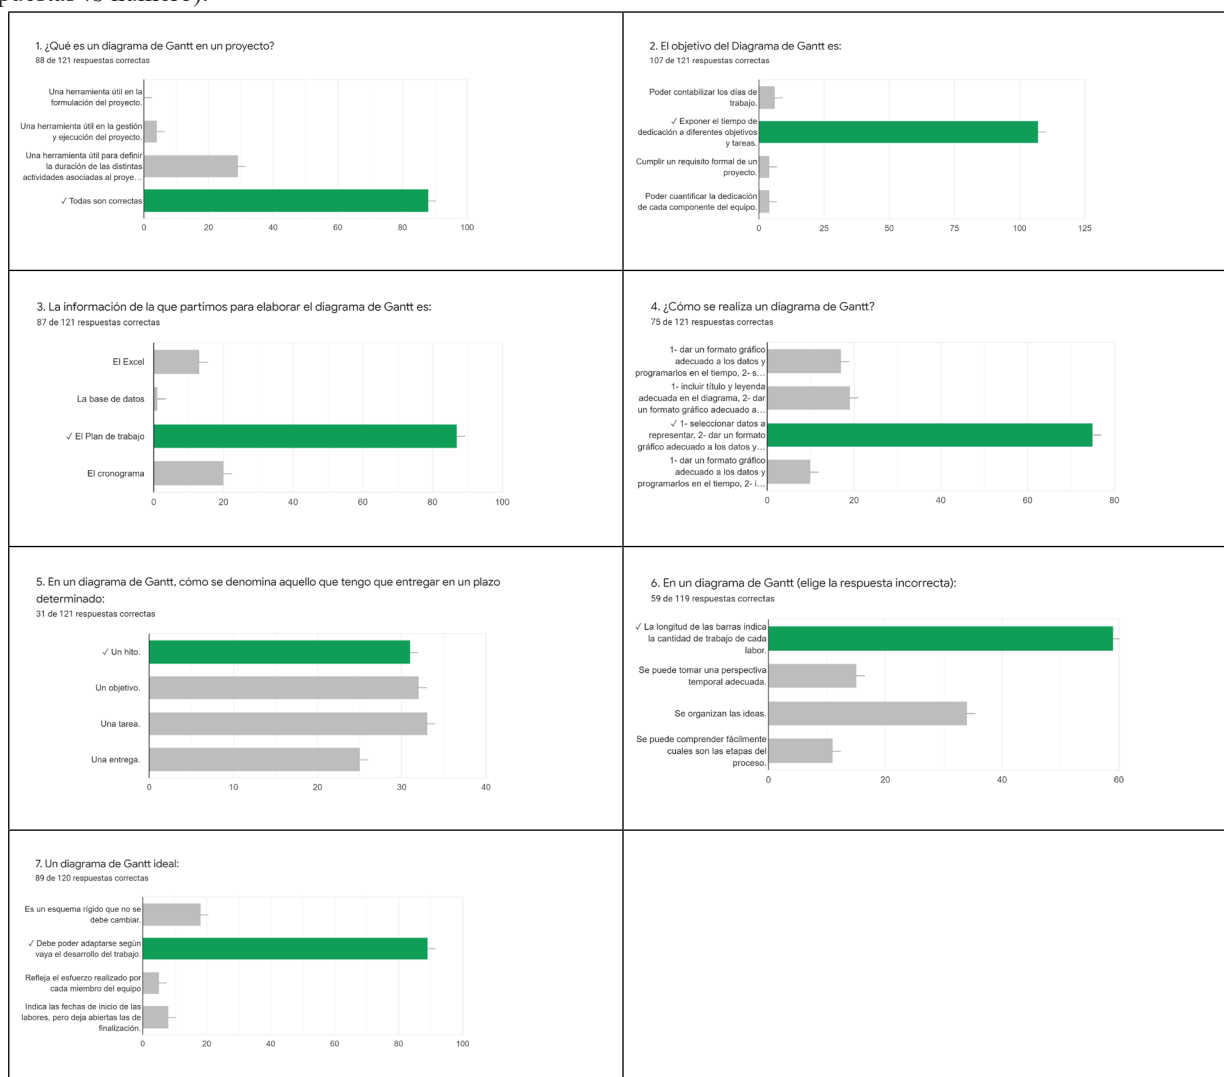 1. ¿Qué es un diagrama de Gantt en un proyecto?
88 de 121 respuestas correctas
Una herramienta útil en la
formulación del proyecto.
Una herramienta útil en la gestión
y ejecución del proyecto.
Una herramienta útil para definir
la duración de las distintas
actividades asociadas al proye...
✓ Todas son correctas
0 20 40 60 80 100
2. El objetivo del Diagrama de Gantt es:
107 de 121 respuestas correctas
Poder contabilizar los días de
trabajo.
✓ Exponer el tiempo de
dedicación a diferentes objetivos
y tareas.
Cumplir un requisito formal de un
proyecto.
Poder cuantificar la dedicación
de cada componente del equipo.
0 25 50 75 100 125
3. La información de la que partimos para elaborar el diagrama de Gantt es:
87 de 121 respuestas correctas
El Excel
La base de datos
✓ El Plan de trabajo
El cronograma
0 20 40 60 80 100
4. ¿Cómo se realiza un diagrama de Gantt?
75 de 121 respuestas correctas
1- dar un formato gráfico
adecuado a los datos y
programarlos en el tiempo, 2- s...
1- incluir título y leyenda
adecuada en el diagrama, 2- dar
un formato gráfico adecuado a...
✓ 1- seleccionar datos a
representar, 2- dar un formato
gráfico adecuado a los datos y...
1- dar un formato gráfico
adecuado a los datos y
programarlos en el tiempo, 2- i...
0 20 40 60 80
5. En un diagrama de Gantt, cómo se denomina aquello que tengo que entregar en un plazo
determinado:
31 de 121 respuestas correctas
✓ Un hito.
Un objetivo.
Una tarea.
Una entrega.
0 10 20 30 40
6. En un diagrama de Gantt (elige la respuesta incorrecta):
59 de 119 respuestas correctas
✓ La longitud de las barras indica
la cantidad de trabajo de cada
labor.
Se puede tomar una perspectiva
temporal adecuada.
Se organizan las ideas.
Se puede comprender fácilmente
cuales son las etapas del
proceso.
0 20 40 60
7. Un diagrama de Gantt ideal:
89 de 120 respuestas correctas
Es un esquema rígido que no se
debe cambiar.
✓ Debe poder adaptarse según
vaya el desarrollo del trabajo.
Refleja el esfuerzo realizado por
cada miembro del equipo
Indica las fechas de inicio de las
labores, pero deja abiertas las de
finalización.
0 20 40 60 80 100